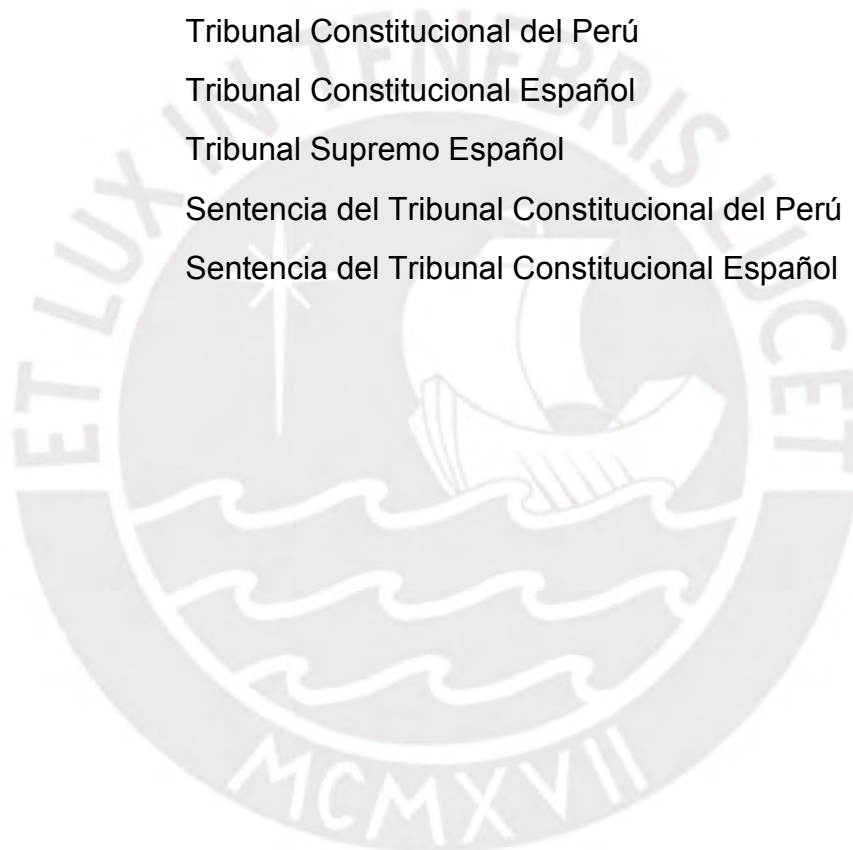 Tribunal Constitucional del Perú
Tribunal Constitucional Español
Tribunal Supremo Español
Sentencia del Tribunal Constitucional del Perú
Sentencia del Tribunal Constitucional Español
ET LUX IN TENEBRIS LUCET
MCMXVII